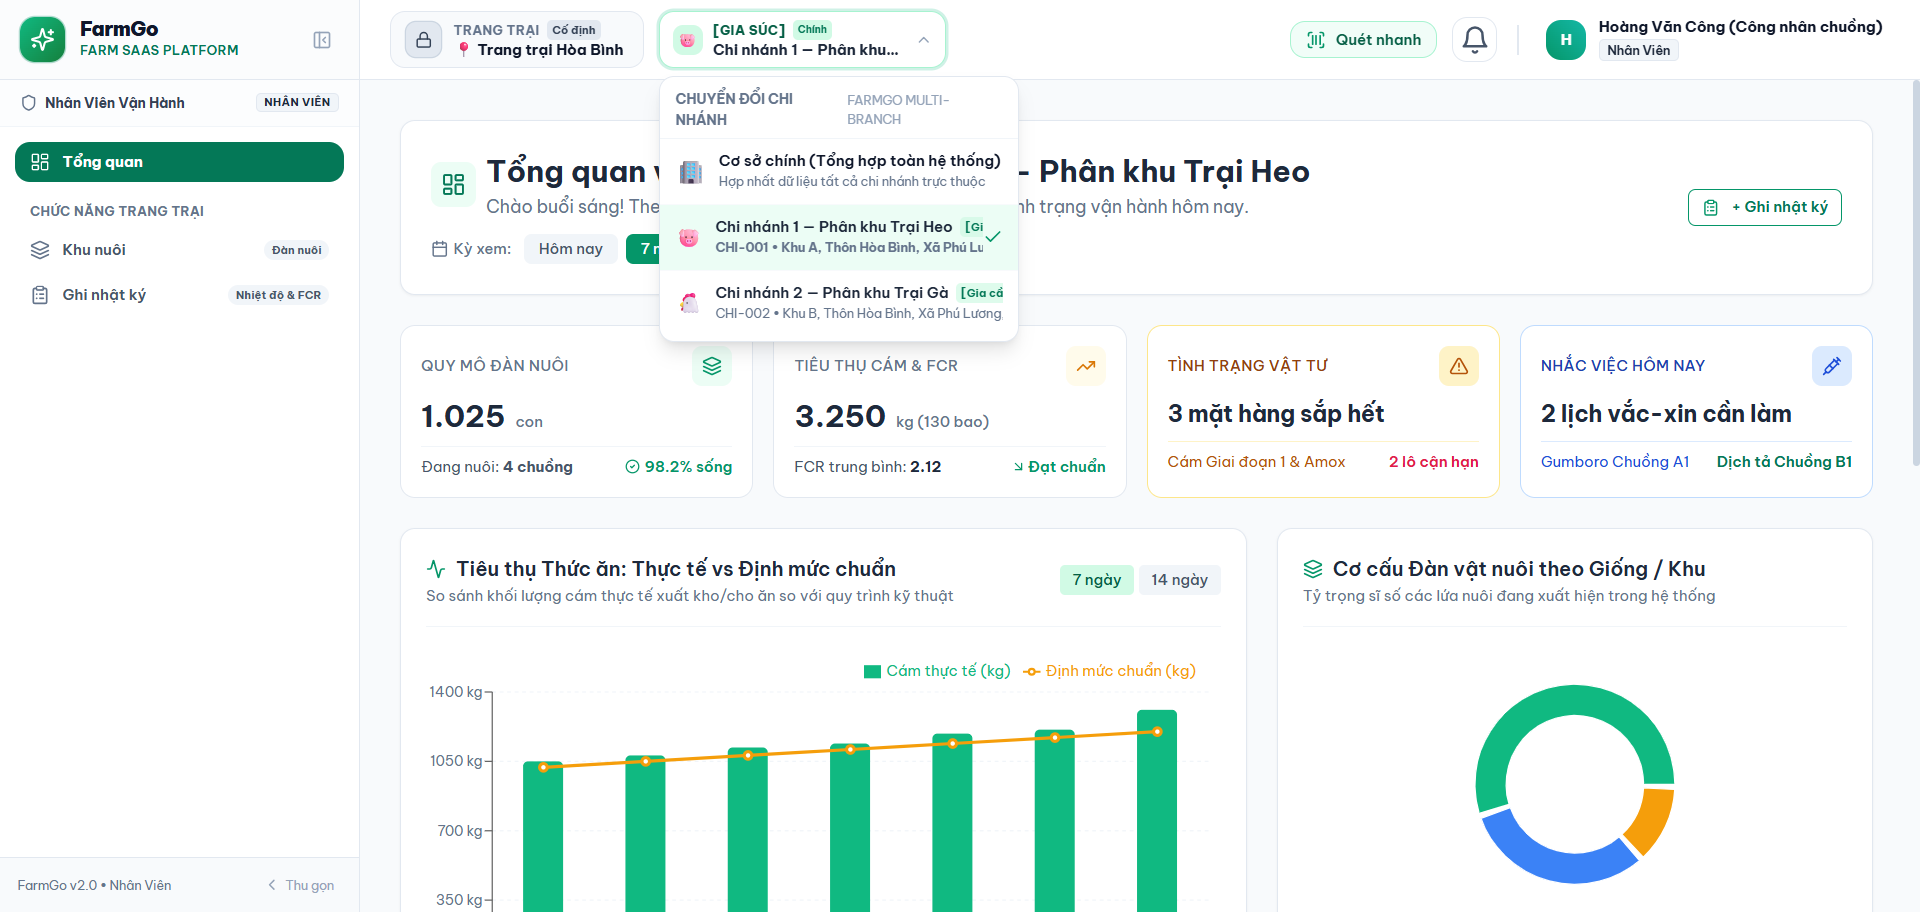 FarmGo
FARM SAAS PLATFORM
TRANG TRẠI Cố định
Trang trại Hòa Bình
[GIA SÚC] Chính
Chi nhánh 1 — Phân khu...
Quét nhanh
H
Hoàng Văn Công (Công nhân chuồng)
Nhân Viên
Nhân Viên Vận Hành NHÂN VIÊN
Tổng quan
CHỨC NĂNG TRANG TRẠI
Khu nuôi Đàn nuôi
Ghi nhật ký Nhiệt độ & FCR
FarmGo v2.0 • Nhân Viên Thu gọn
CHUYỂN ĐỔI CHI NHÁNH
FARMGO MULTI-BRANCH
Cơ sở chính (Tổng hợp toàn hệ thống)
Hợp nhất dữ liệu tất cả chi nhánh trực thuộc
Chi nhánh 1 — Phân khu Trại Heo [Gi
CHI-001 • Khu A, Thôn Hòa Bình, Xã Phú Lư
Chi nhánh 2 — Phân khu Trại Gà [Gia cầ
CHI-002 • Khu B, Thôn Hòa Bình, Xã Phú Lương,
Tổng quan v – Phân khu Trại Heo
Chào buổi sáng! The nh trạng vận hành hôm nay.
Kỳ xem: Hôm nay 7 n
+ Ghi nhật ký
QUY MÔ ĐÀN NUÔI
1.025 con
Đang nuôi: 4 chuồng 98.2% sống
TIÊU THỤ CÁM & FCR
3.250 kg (130 bao)
FCR trung bình: 2.12 Đạt chuẩn
TÌNH TRẠNG VẬT TƯ
3 mặt hàng sắp hết
Cám Giai đoạn 1 & Amox 2 lô cận hạn
NHẮC VIỆC HÔM NAY
2 lịch vắc-xin cần làm
Gumboro Chuồng A1 Dịch tả Chuồng B1
Tiêu thụ Thức ăn: Thực tế vs Định mức chuẩn
So sánh khối lượng cám thực tế xuất kho/cho ăn so với quy trình kỹ thuật
7 ngày 14 ngày
Cám thực tế (kg) Định mức chuẩn (kg)
1400 kg
1050 kg
700 kg
350 kg
Cơ cấu Đàn vật nuôi theo Giống / Khu
Tỷ trọng sĩ số các lứa nuôi đang xuất hiện trong hệ thống